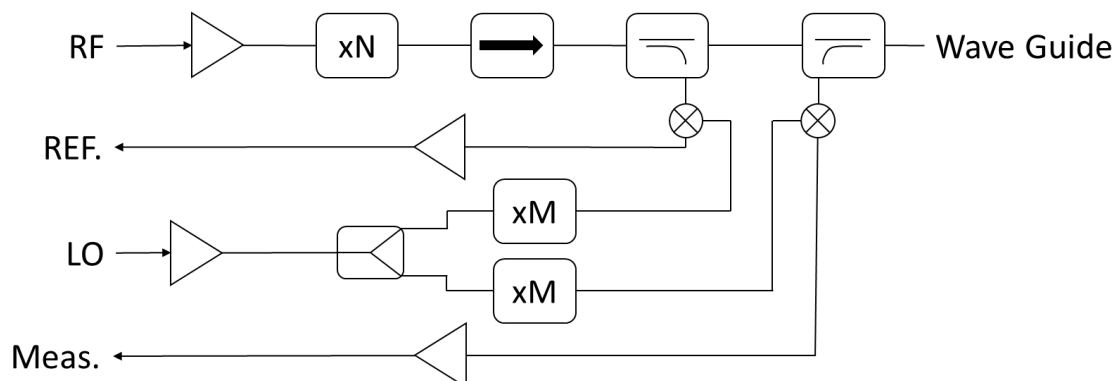 RF
xN
Wave Guide
REF.
xM
LO
xM
Meas.